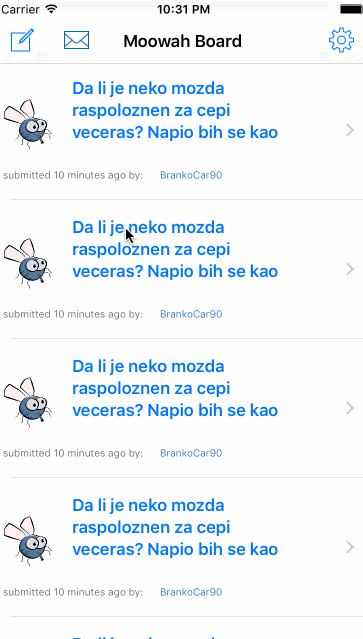 Carrier 10:31 PM
Moowah Board
Da li je neko mozda
raspoloznen za cepi
veceras? Napio bih se kao
submitted 10 minutes ago by: BrankoCar90
Da li je neko mozda
raspoloznen za cepi
veceras? Napio bih se kao
submitted 10 minutes ago by: BrankoCar90
Da li je neko mozda
raspoloznen za cepi
veceras? Napio bih se kao
submitted 10 minutes ago by: BrankoCar90
Da li je neko mozda
raspoloznen za cepi
veceras? Napio bih se kao
submitted 10 minutes ago by: BrankoCar90